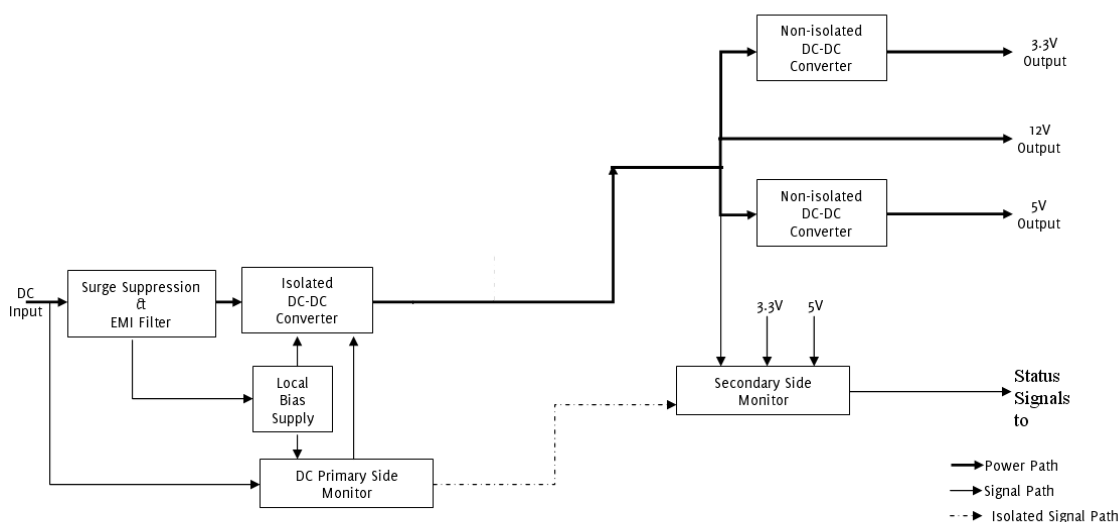 Non-isolated
DC-DC
Converter
3.3V
Output
12V
Output
Non-isolated
DC-DC
Converter
5V
Output
DC
Input
Surge Suppression
&
EMI Filter
Isolated
DC-DC
Converter
3.3V
5V
Local
Bias
Supply
Secondary Side
Monitor
Status
Signals
to
DC Primary Side
Monitor
Power Path
Signal Path
Isolated Signal Path